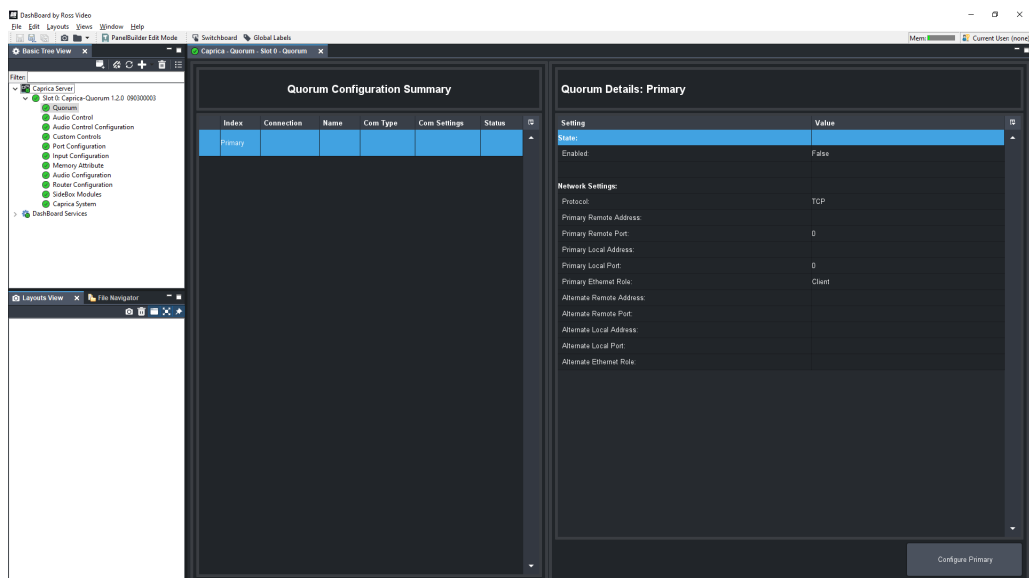 DashBoard by Ross Video
File Edit Layouts Views Window Help
PanelBuilder Edit Mode Switchboard Global Labels Mem: Current User: (none)
Basic Tree View
Filter:
Caprica Server
Slot 0: Caprica-Quorum 1.2.0 090300003
Quorum
Audio Control
Audio Control Configuration
Custom Controls
Port Configuration
Input Configuration
Memory Attribute
Audio Configuration
Router Configuration
SideBox Modules
Caprica System
DashBoard Services
Layouts View File Navigator
Caprica - Quorum - Slot 0 - Quorum
Quorum Configuration Summary
Index Connection Name Com Type Com Settings Status
Primary
Quorum Details: Primary
Setting Value
State:
Enabled: False
Network Settings:
Protocol: TCP
Primary Remote Address:
Primary Remote Port: 0
Primary Local Address:
Primary Local Port: 0
Primary Ethernet Role: Client
Alternate Remote Address:
Alternate Remote Port:
Alternate Local Address:
Alternate Local Port:
Alternate Ethernet Role:
Configure Primary